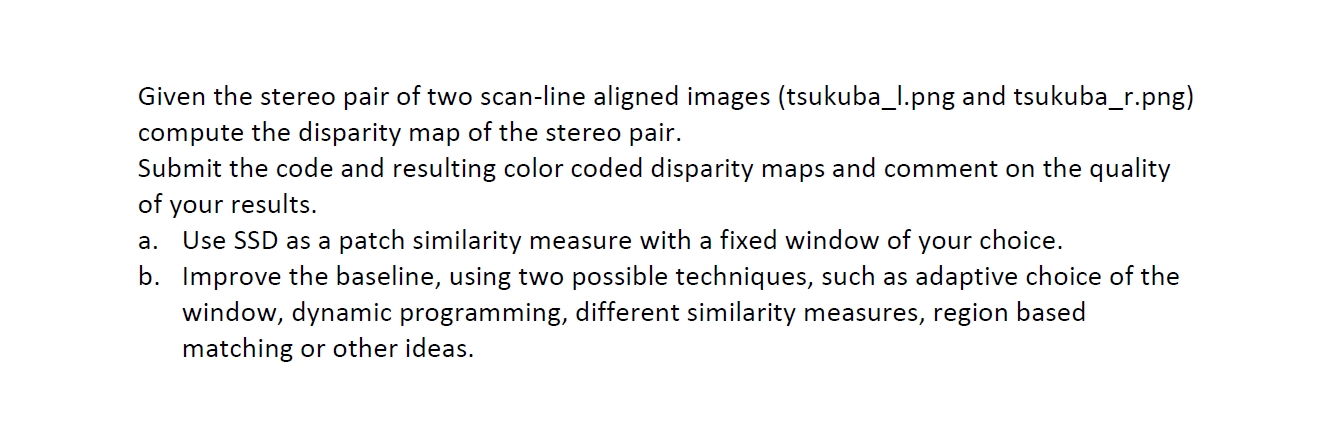 Given the stereo pair of two scan-line aligned images (tsukuba_l.png and tsukuba_r.png)
compute the disparity map of the stereo pair.
Submit the code and resulting color coded disparity maps and comment on the quality
of your results.
a. Use SSD as a patch similarity measure with a fixed window of your choice.
b. Improve the baseline, using two possible techniques, such as adaptive choice of the
window, dynamic programming, different similarity measures, region based
matching or other ideas.